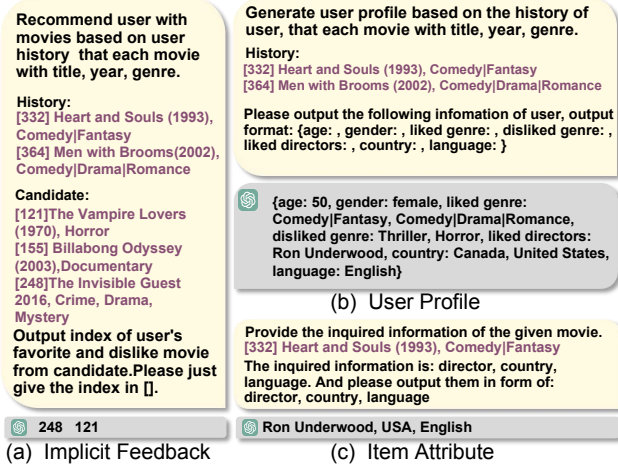 Recommend user with
movies based on user
history that each movie
with title, year, genre.
History:
[332] Heart and Souls (1993),
Comedy|Fantasy
[364] Men with Brooms(2002),
Comedy|Drama|Romance
Candidate:
[121]The Vampire Lovers
(1970), Horror
[155] Billabong Odyssey
(2003),Documentary
[248]The Invisible Guest
2016, Crime, Drama,
Mystery
Output index of user's
favorite and dislike movie
from candidate.Please just
give the index in [].
248 121
(a) Implicit Feedback
Generate user profile based on the history of
user, that each movie with title, year, genre.
History:
[332] Heart and Souls (1993), Comedy|Fantasy
[364] Men with Brooms (2002), Comedy|Drama|Romance
Please output the following infomation of user, output
format: {age: , gender: , liked genre: , disliked genre: ,
liked directors: , country: , language: }
{age: 50, gender: female, liked genre:
Comedy|Fantasy, Comedy|Drama|Romance,
disliked genre: Thriller, Horror, liked directors:
Ron Underwood, country: Canada, United States,
language: English}
(b) User Profile
Provide the inquired information of the given movie.
[332] Heart and Souls (1993), Comedy|Fantasy
The inquired information is: director, country,
language. And please output them in form of:
director, country, language
Ron Underwood, USA, English
(c) Item Attribute